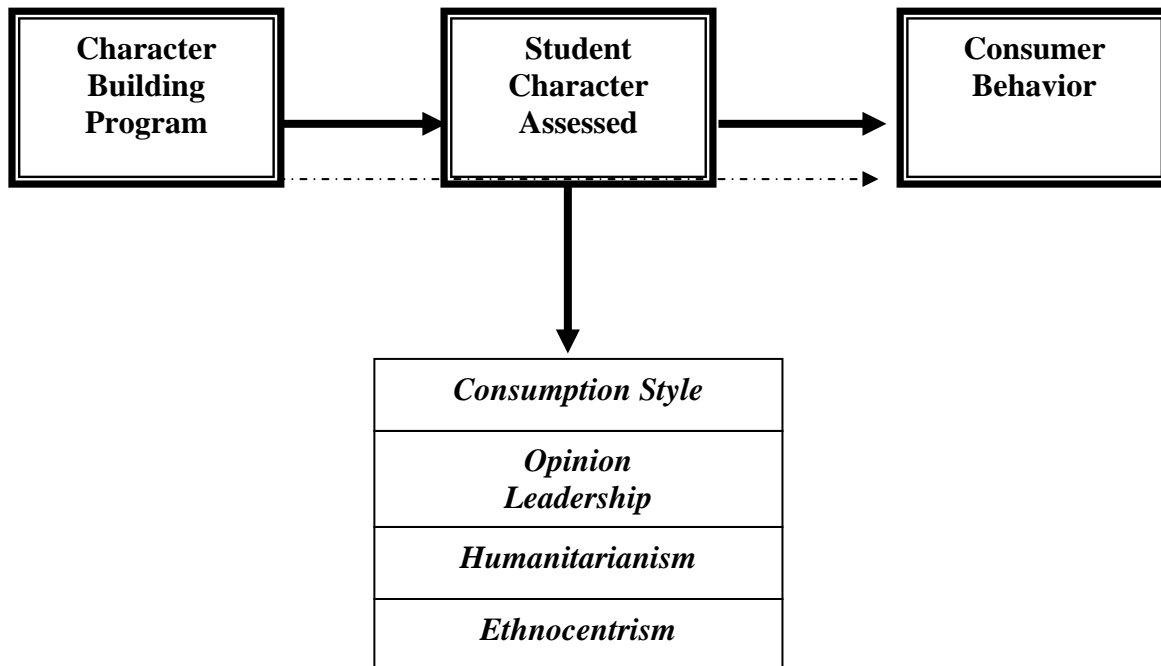 Character
Building
Program
Student
Character
Assessed
Consumer
Behavior
Consumption Style
Opinion
Leadership
Humanitarianism
Ethnocentrism